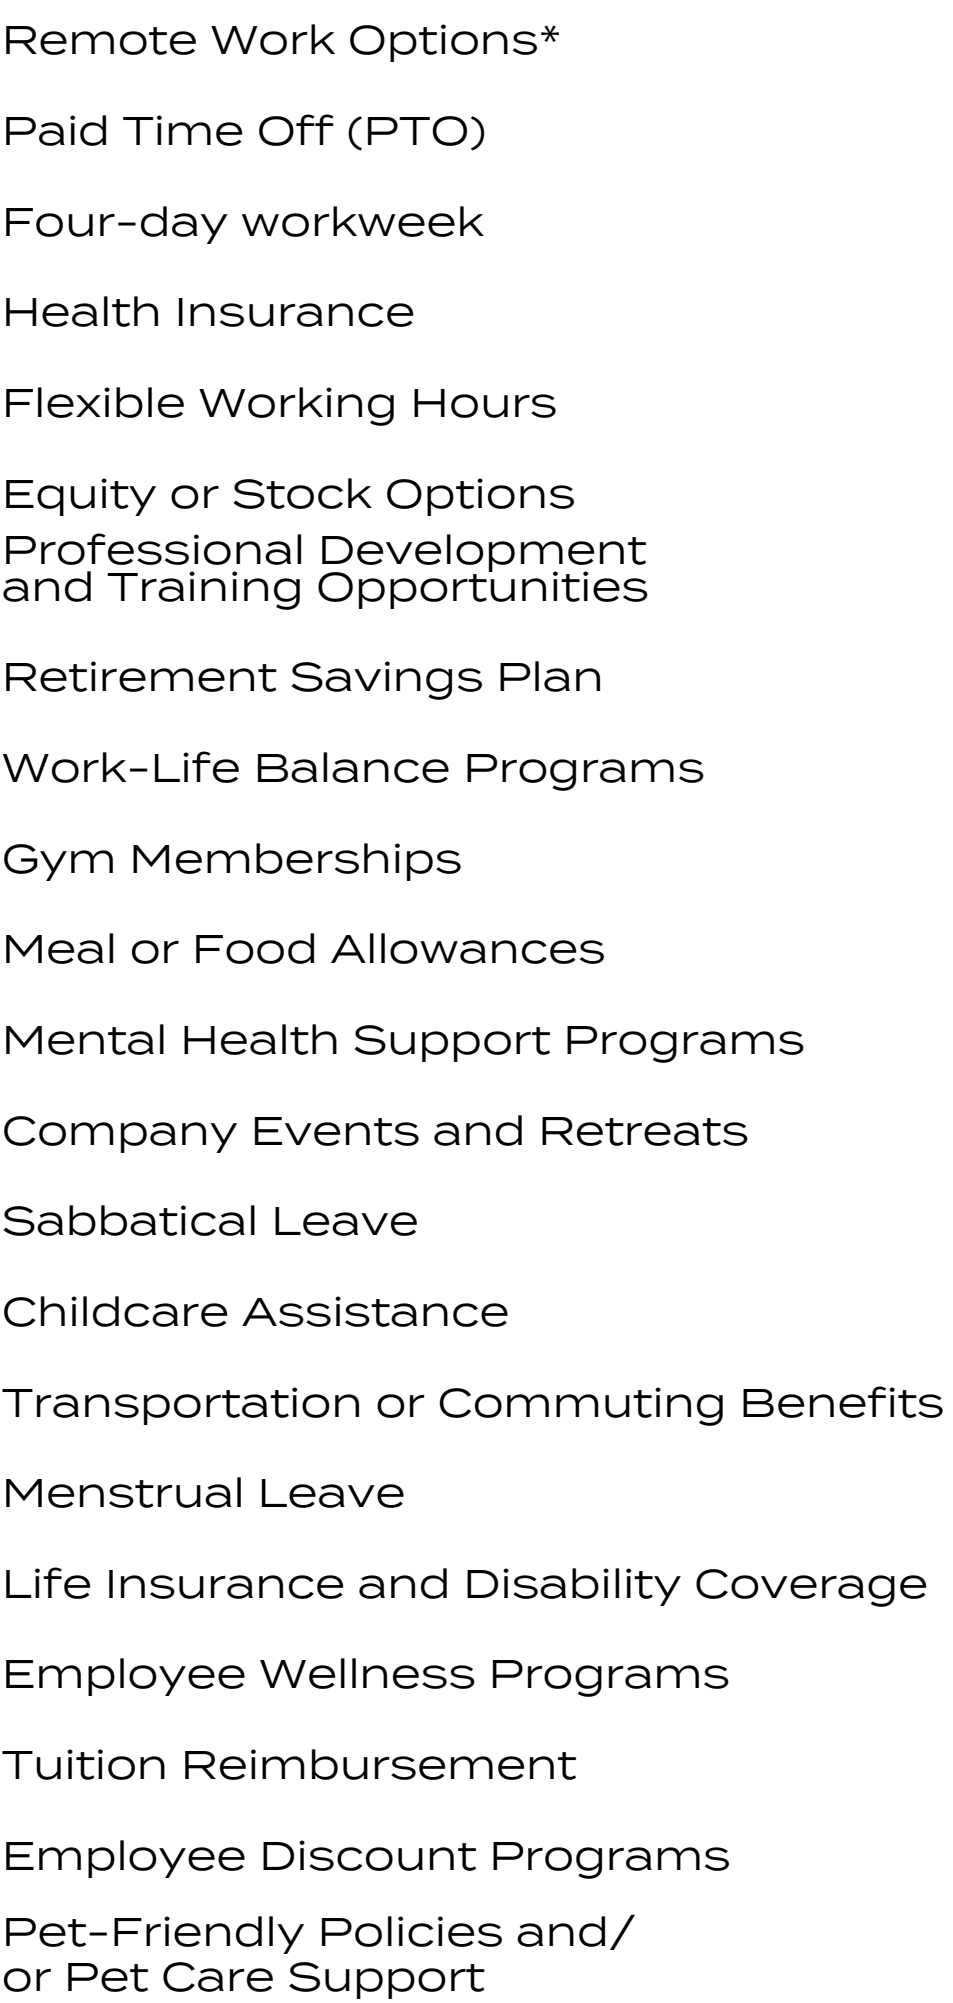 Remote Work Options*
Paid Time Off (PTO)
Four-day workweek
Health Insurance
Flexible Working Hours
Equity or Stock Options
Professional Development
and Training Opportunities
Retirement Savings Plan
Work-Life Balance Programs
Gym Memberships
Meal or Food Allowances
Mental Health Support Programs
Company Events and Retreats
Sabbatical Leave
Childcare Assistance
Transportation or Commuting Benefits
Menstrual Leave
Life Insurance and Disability Coverage
Employee Wellness Programs
Tuition Reimbursement
Employee Discount Programs
Pet-Friendly Policies and/
or Pet Care Support